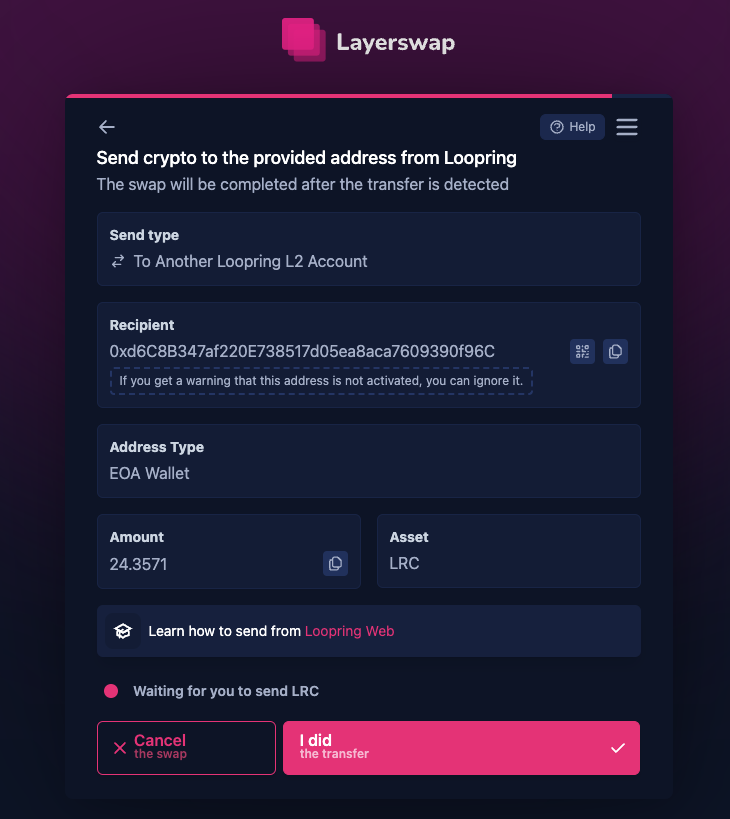 Layerswap
Help
Send crypto to the provided address from Loopring
The swap will be completed after the transfer is detected
Send type
To Another Loopring L2 Account
Recipient
0xd6C8B347af220E738517d05ea8aca7609390f96C
If you get a warning that this address is not activated, you can ignore it.
Address Type
EOA Wallet
Amount
24.3571
Asset
LRC
Learn how to send from Loopring Web
Waiting for you to send LRC
Cancel
the swap
I did
the transfer